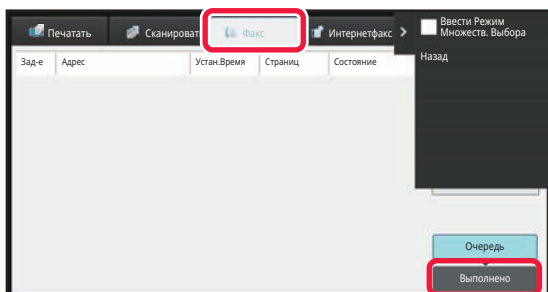 Печатать
Сканироват
Факс
Интернетфакс
Ввести Режим
Множеств. Выбора
Назад
Зад-е
Адрес
Устан.Время
Страниц
Состояние
Очередь
Выполнено